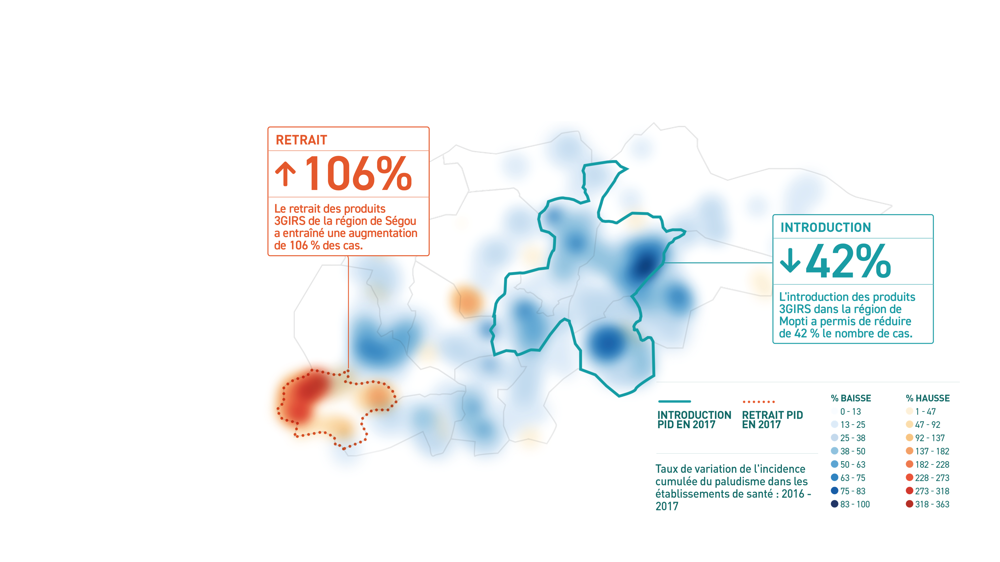 RETRAIT
↑106%
Le retrait des produits
3GIRS de la région de Ségou
a entraîné une augmentation
de 106 % des cas.
INTRODUCTION
↓42%
L'introduction des produits
3GIRS dans la région de
Mopti a permis de réduire
de 42 % le nombre de cas.
INTRODUCTION
PID EN 2017
RETRAIT PID
EN 2017
Taux de variation de l'incidence
cumulée du paludisme dans les
établissements de santé : 2016 -
2017
% BAISSE
0 - 13
13 - 25
25 - 38
38 - 50
50 - 63
63 - 75
75 - 83
83 - 100
% HAUSSE
1 - 47
47 - 92
92 - 137
137 - 182
182 - 228
228 - 273
273 - 318
318 - 363